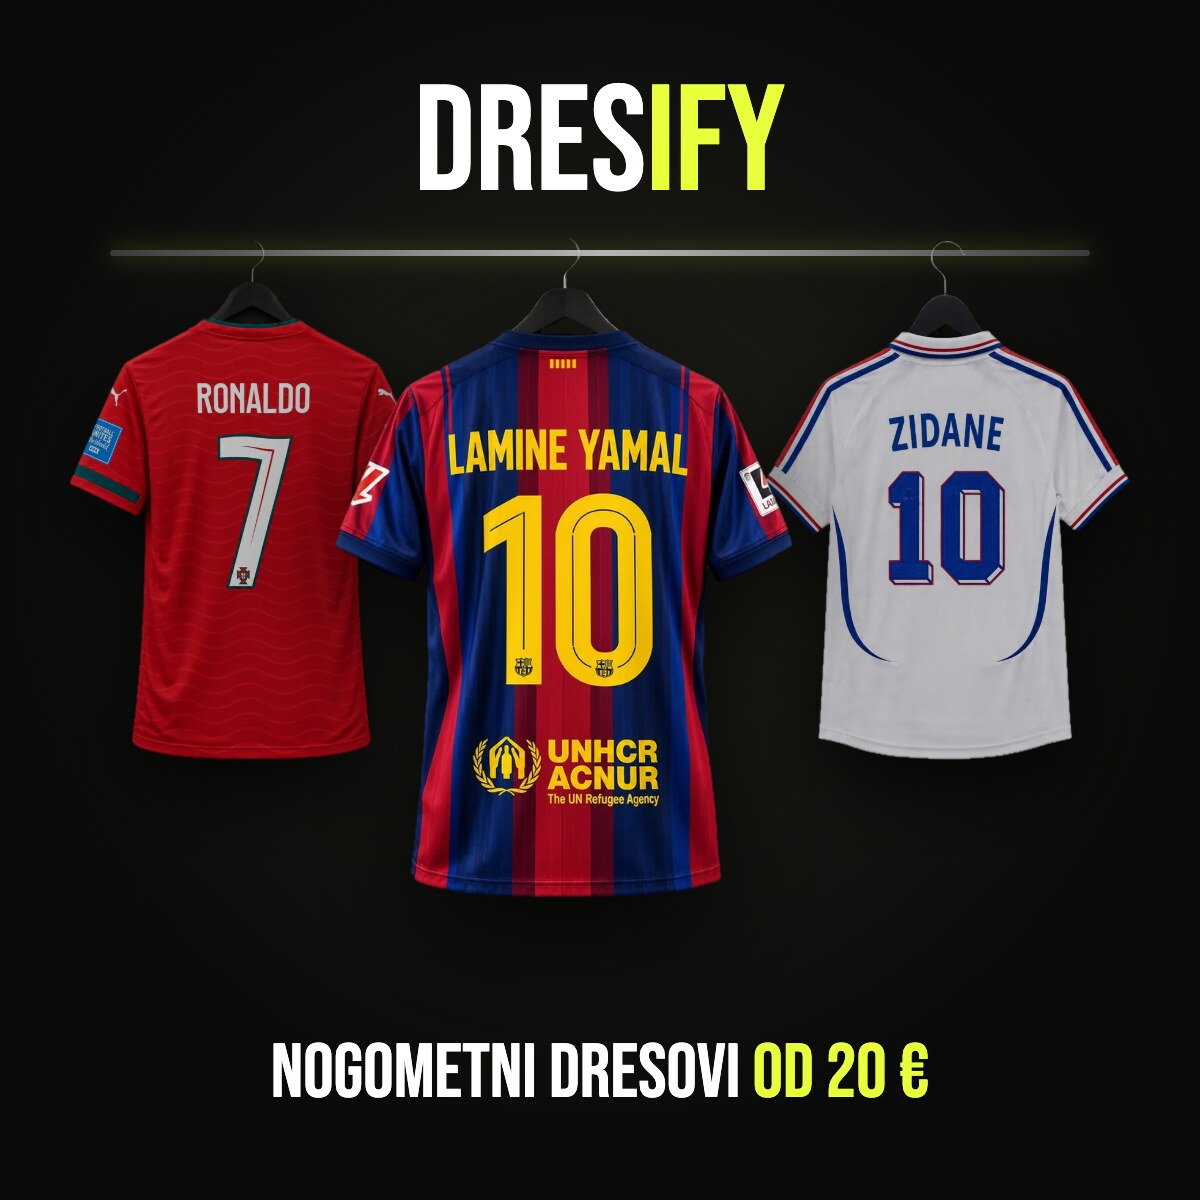 DRESIFY
RONALDO
7
LAMINE YAMAL
10
UNHCR
ACNUR
The UN Refugee Agency
ZIDANE
10
NOGOMETNI DRESOVI OD 20 €